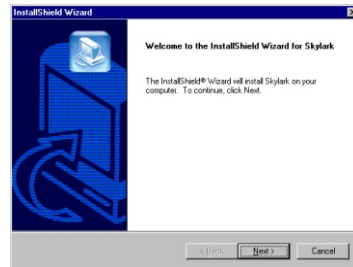 InstallShield Wizard
Welcome to the InstallShield Wizard for Skylark
The InstallShield® Wizard will install Skylark on your
computer. To continue, click Next.
< Back
Next >
Cancel